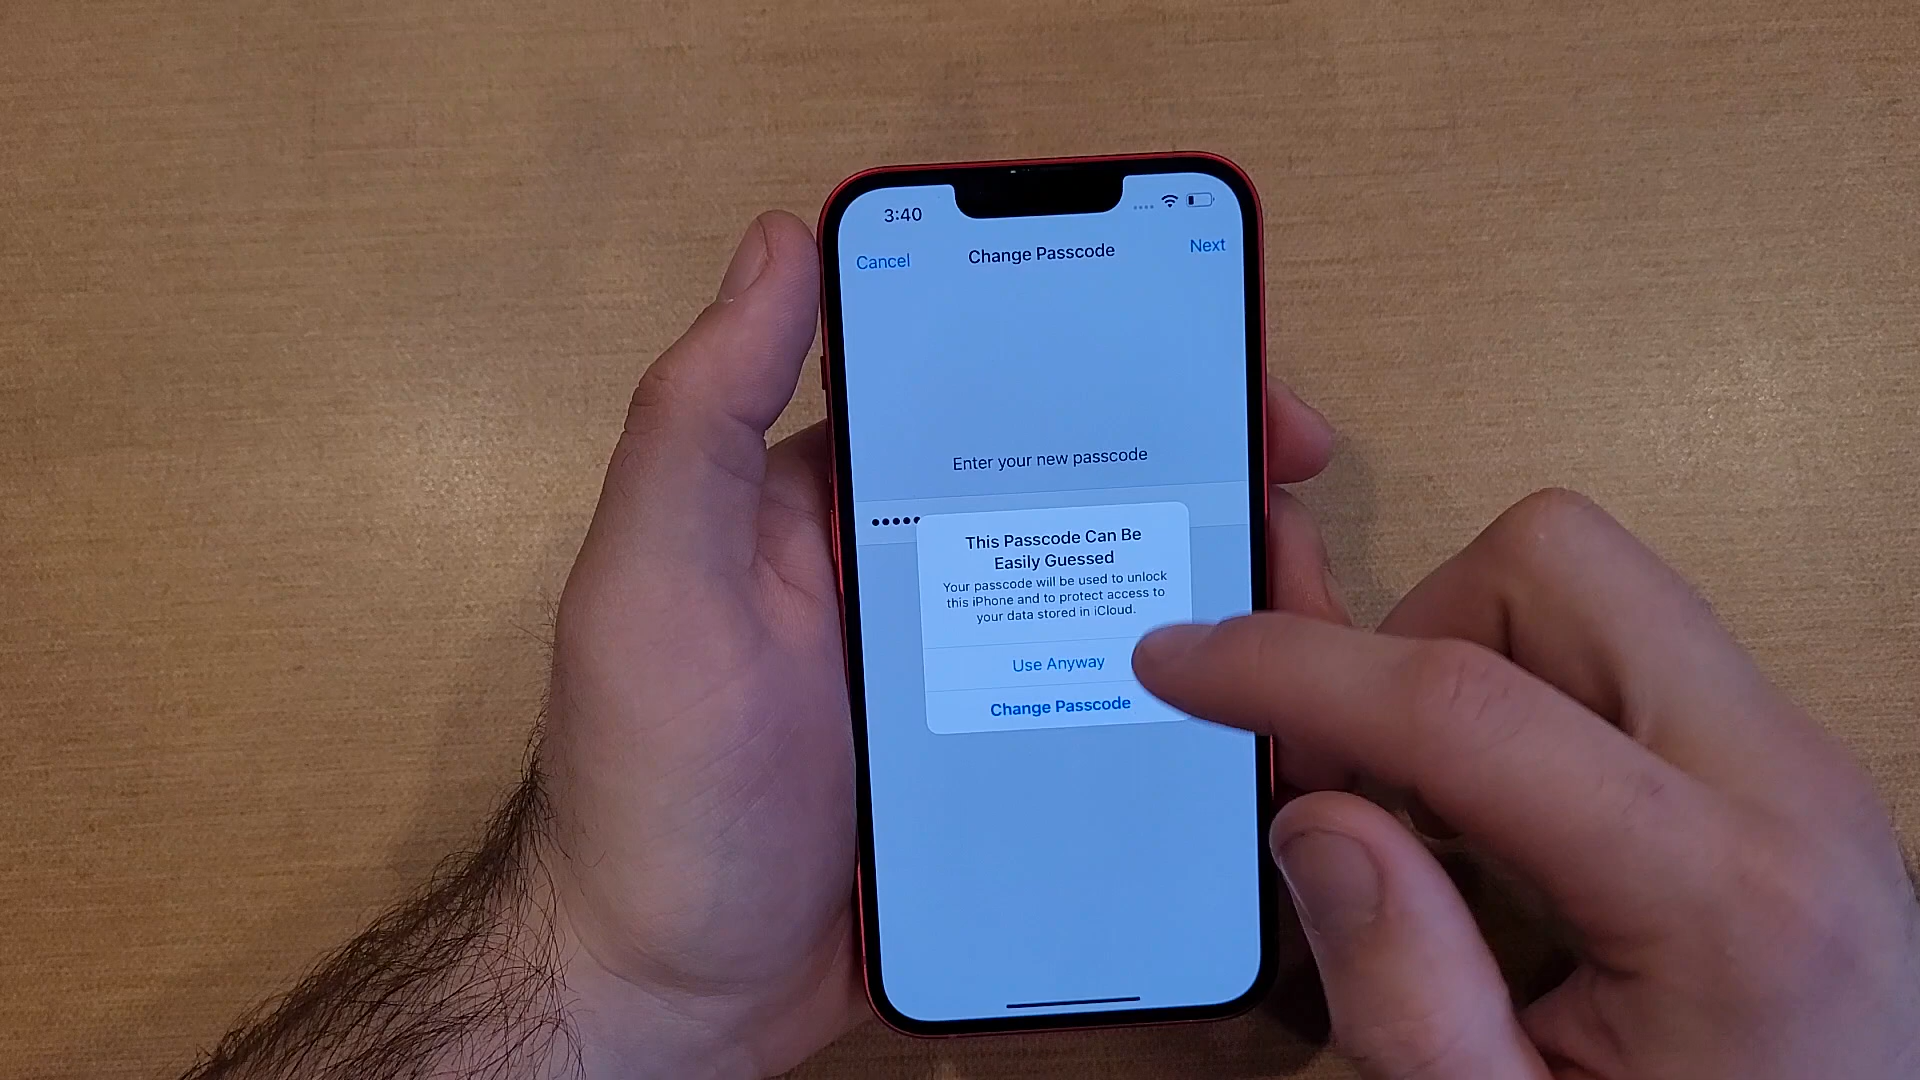 3:40
Cancel
Change Passcode
Next
Enter your new passcode
This Passcode Can Be
Easily Guessed
Your passcode will be used to unlock
this iPhone and to protect access to
your data stored in iCloud.
Use Anyway
Change Passcode